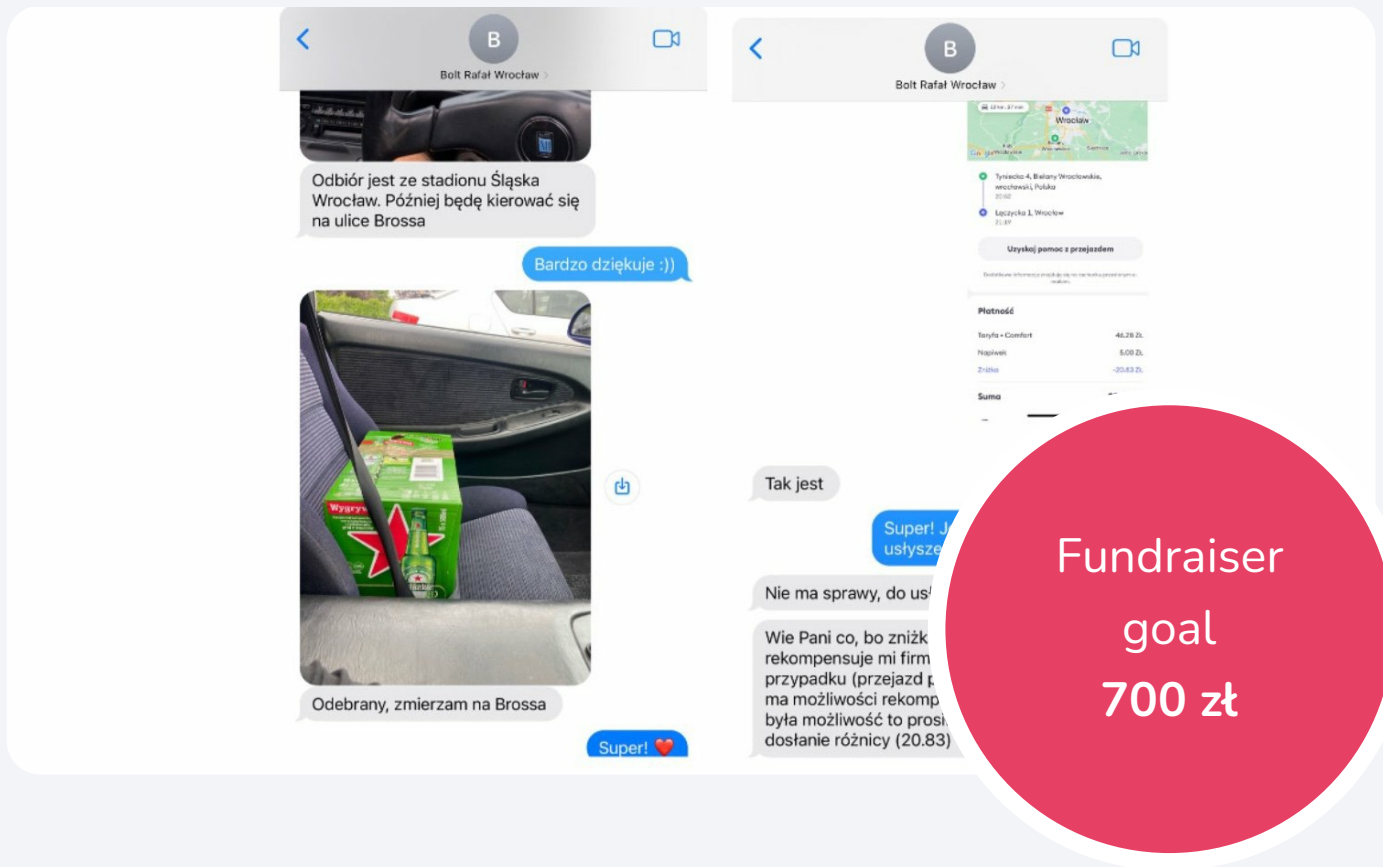 B
Bolt Rafał Wrocław
Odbiór jest ze stadionu Śląska
Wrocław. Później będę kierować się
na ulice Brossa
Bardzo dziękuje :))
Wygryw
Odebrany, zmierzam na Brossa
Super! ❤️
B
Bolt Rafał Wrocław
Wrocław
Tyniecka 4, Bielany Wrocławskie,
wrocławski, Polska
Łęczycka 1, Wrocław
Uzyskaj pomoc z przejazdem
Płatność
Taryfa • Comfort 46.28 ZŁ
Napiwek 5.00 ZŁ
Zniżka -20.83 ZŁ
Suma
Tak jest
Super! J
usłysze
Nie ma sprawy, do us
Wie Pani co, bo zniżk
rekompensuje mi firm
przypadku (przejazd p
ma możliwości rekomp
była możliwość to prosi
dosłanie różnicy (20.83)
Fundraiser
goal
700 zł